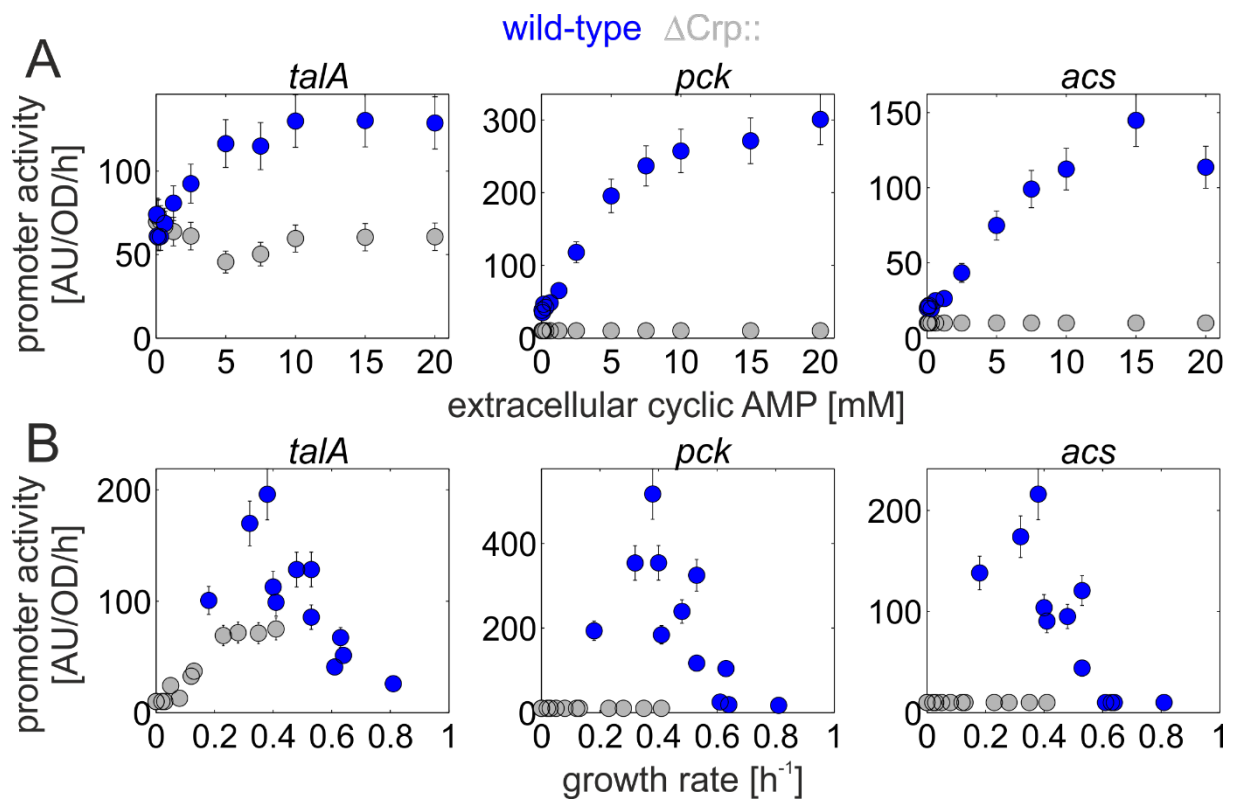 wild-type ΔCrp::
A
talA pck acs
promoter activity
[AU/OD/h]
100
50
0
300
200
100
0
150
100
50
0
0 5 10 15 20
0 5 10 15 20
0 5 10 15 20
extracellular cyclic AMP [mM]
B
talA pck acs
promoter activity
[AU/OD/h]
200
100
0
400
200
0
200
100
0
0 0.2 0.4 0.6 0.8 1
0 0.2 0.4 0.6 0.8 1
0 0.2 0.4 0.6 0.8 1
growth rate [h-1]